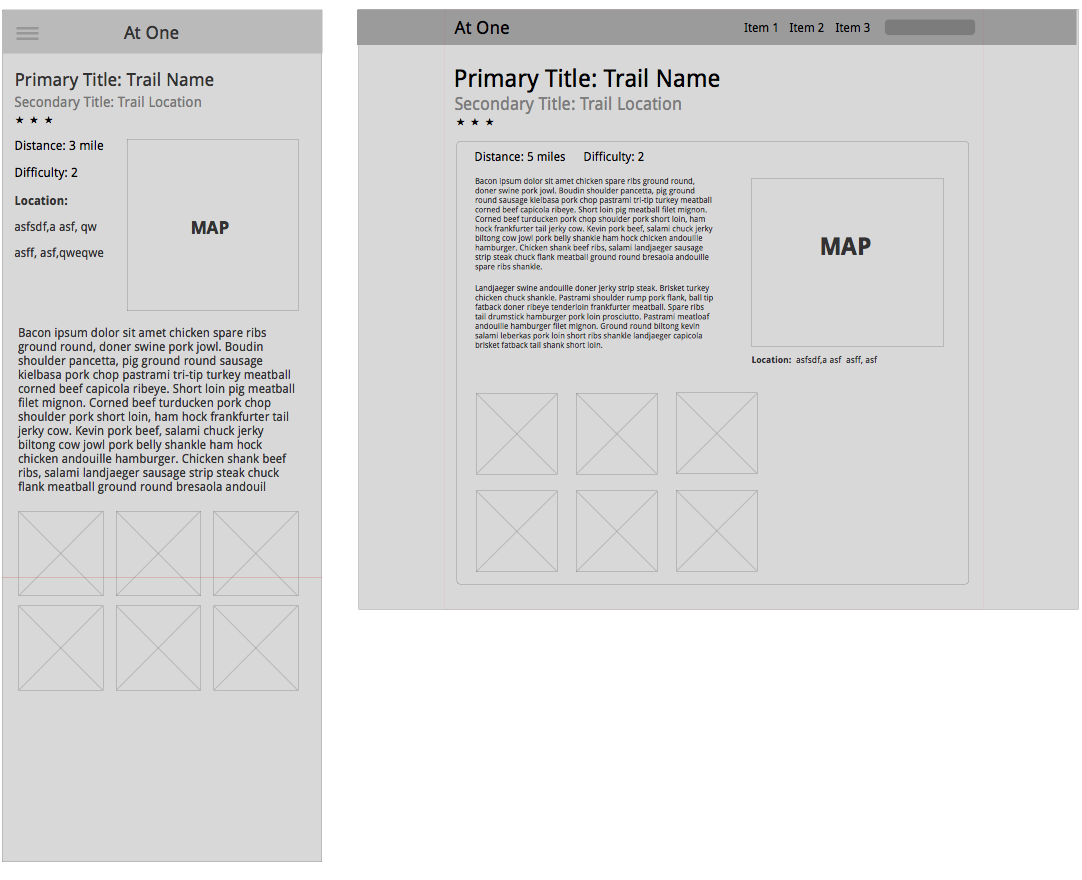 At One
Primary Title: Trail Name
Secondary Title: Trail Location
★ ★ ★
Distance: 3 mile
Difficulty: 2
Location:
asfsdf,a asf, qw
asff, asf,qweqwe
MAP
Bacon ipsum dolor sit amet chicken spare ribs
ground round, doner swine pork jowl. Boudin
shoulder pancetta, pig ground round sausage
kielbasa pork chop pastrami tri-tip turkey meatball
corned beef capicola ribeye. Short loin pig meatball
filet mignon. Corned beef turducken pork chop
shoulder pork short loin, ham hock frankfurter tail
jerky cow. Kevin pork beef, salami chuck jerky
biltong cow jowl pork belly shankle ham hock
chicken andouille hamburger. Chicken shank beef
ribs, salami landjaeger sausage strip steak chuck
flank meatball ground round bresaola andouil
At One
Item 1 Item 2 Item 3
Primary Title: Trail Name
Secondary Title: Trail Location
★ ★ ★
Distance: 5 miles Difficulty: 2
Bacon ipsum dolor sit amet chicken spare ribs ground round,
doner swine pork jowl. Boudin shoulder pancetta, pig ground
round sausage kielbasa pork chop pastrami tri-tip turkey meatball
corned beef capicola ribeye. Short loin pig meatball filet mignon.
Corned beef turducken pork chop shoulder pork short loin, ham
hock frankfurter tail jerky cow. Kevin pork beef, salami chuck jerky
biltong cow jowl pork belly shankle ham hock chicken andouille
hamburger. Chicken shank beef ribs, salami landjaeger sausage
strip steak chuck flank meatball ground round bresaola andouille
spare ribs shankle.
Landjaeger swine andouille doner jerky strip steak. Brisket turkey
chicken chuck shankle. Pastrami shoulder rump pork flank, ball tip
fatback doner ribeye tenderloin frankfurter meatball. Spare ribs
tail drumstick hamburger pork loin prosciutto. Pastrami meatloaf
andouille hamburger filet mignon. Ground round biltong kevin
salami leberkas pork loin short ribs shankle landjaeger capicola
brisket fatback tail shank short loin.
MAP
Location: asfsdf,a asf asff, asf